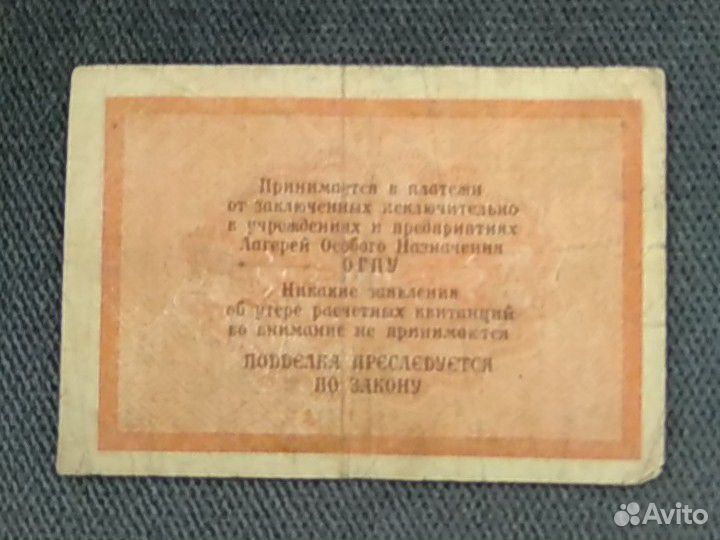 Принимается в платежи
от заключенных исключительно
в учреждениях и предприятиях
Лагерей Особого Назначения
ОГПУ
Никакие заявления
об утере расчетных квитанций
во внимание не принимаются
ПОДДЕЛКА ПРЕСЛЕДУЕТСЯ
ПО ЗАКОНУ
Avito